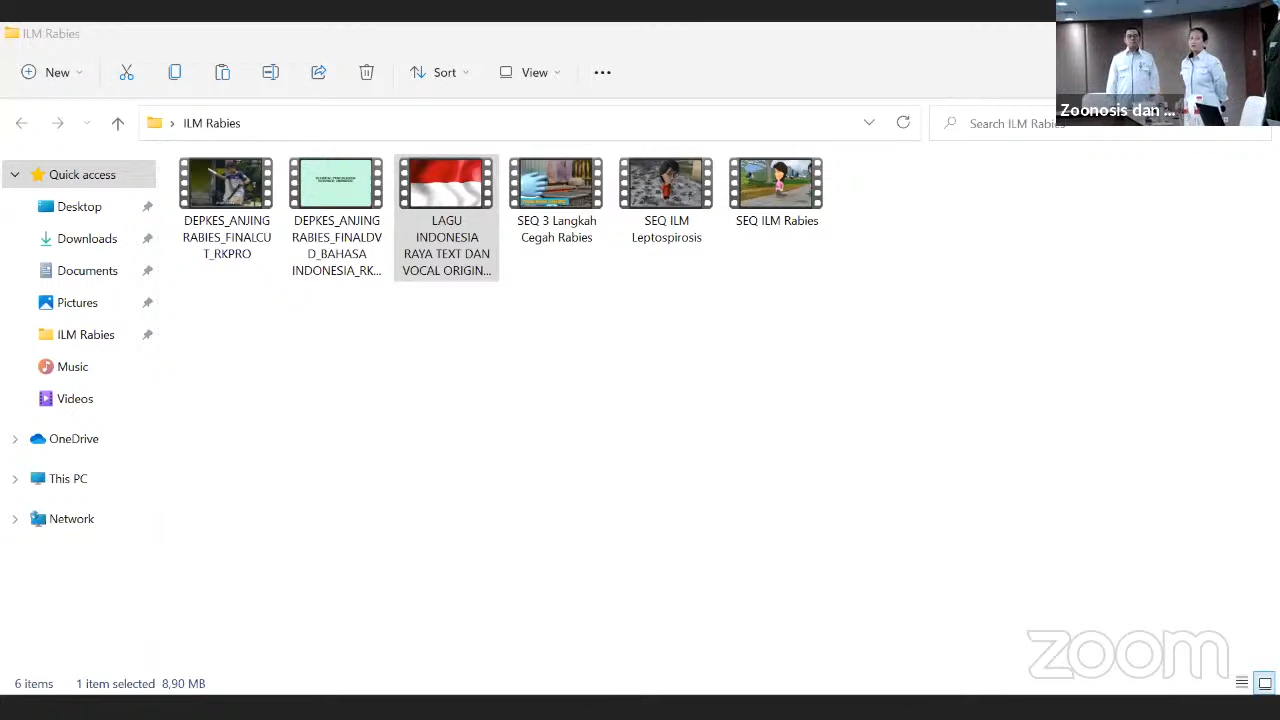 ILM Rabies
New
Sort
View
ILM Rabies
Search ILM Rabies
Zoonosis dan ...
Quick access
Desktop
Downloads
Documents
Pictures
ILM Rabies
Music
Videos
OneDrive
This PC
Network
DEPKES_ANJING
RABIES_FINALCU
T_RKPRO
DEPKES_ANJING
RABIES_FINALDV
D_BAHASA
INDONESIA_RK...
LAGU
INDONESIA
RAYA TEXT DAN
VOCAL ORIGIN...
SEQ 3 Langkah
Cegah Rabies
SEQ ILM
Leptospirosis
SEQ ILM Rabies
6 items
1 item selected 8,90 MB
zoom